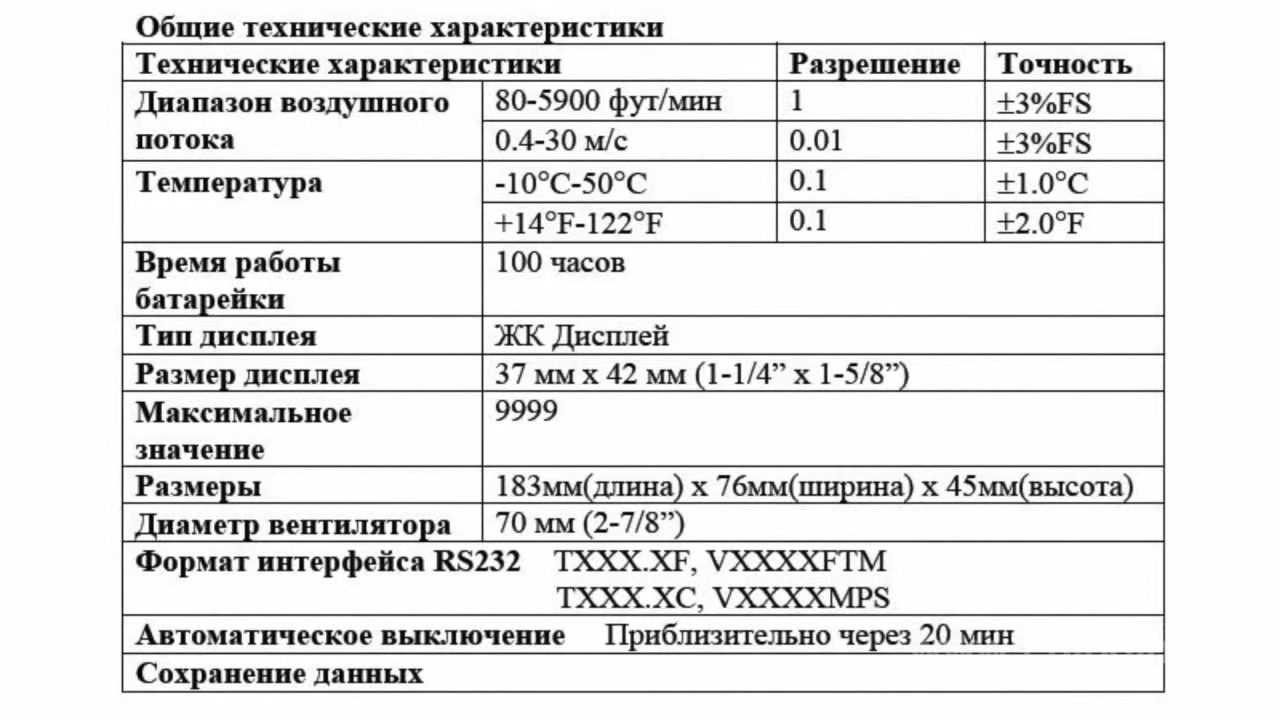 Общие технические характеристики
Технические характеристики Разрешение Точность
Диапазон воздушного потока 80-5900 фут/мин 1 ±3%FS
0.4-30 м/с 0.01 ±3%FS
Температура -10°C-50°C 0.1 ±1.0°C
+14°F-122°F 0.1 ±2.0°F
Время работы батарейки 100 часов
Тип дисплея ЖК Дисплей
Размер дисплея 37 мм x 42 мм (1-1/4” x 1-5/8”)
Максимальное значение 9999
Размеры 183мм(длина) x 76мм(ширина) x 45мм(высота)
Диаметр вентилятора 70 мм (2-7/8”)
Формат интерфейса RS232 TXXX.XF, VXXXXFTM
TXXX.XC, VXXXXMPS
Автоматическое выключение Приблизительно через 20 мин
Сохранение данных